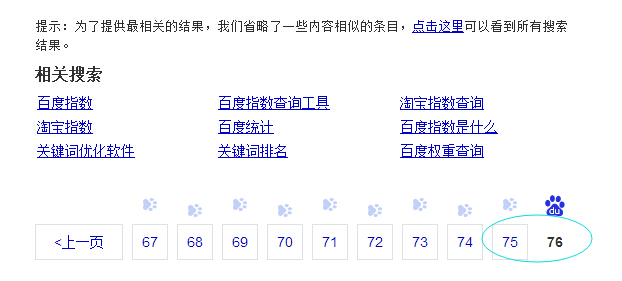 提示：为了提供最相关的结果，我们省略了一些内容相似的条目，点击这里可以看到所有搜索
结果。
相关搜索
百度指数 百度指数查询工具 淘宝指数查询
淘宝指数 百度统计 百度指数是什么
关键词优化软件 关键词排名 百度权重查询
du
<上一页 67 68 69 70 71 72 73 74 75 76